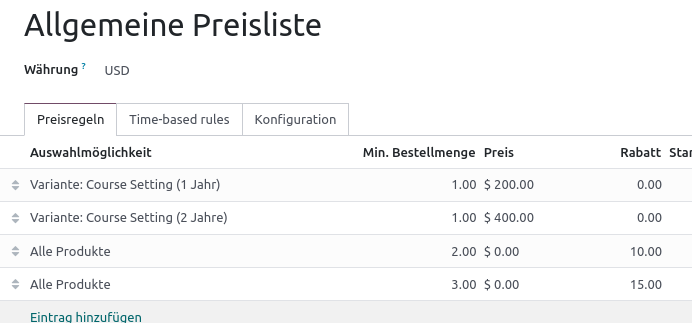 Allgemeine Preisliste
Währung ? USD
Preisregeln Time-based rules Konfiguration
Auswahlmöglichkeit Min. Bestellmenge Preis Rabatt Star
Variante: Course Setting (1 Jahr) 1.00 $ 200.00 0.00
Variante: Course Setting (2 Jahre) 1.00 $ 400.00 0.00
Alle Produkte 2.00 $ 0.00 10.00
Alle Produkte 3.00 $ 0.00 15.00
Eintrag hinzufügen